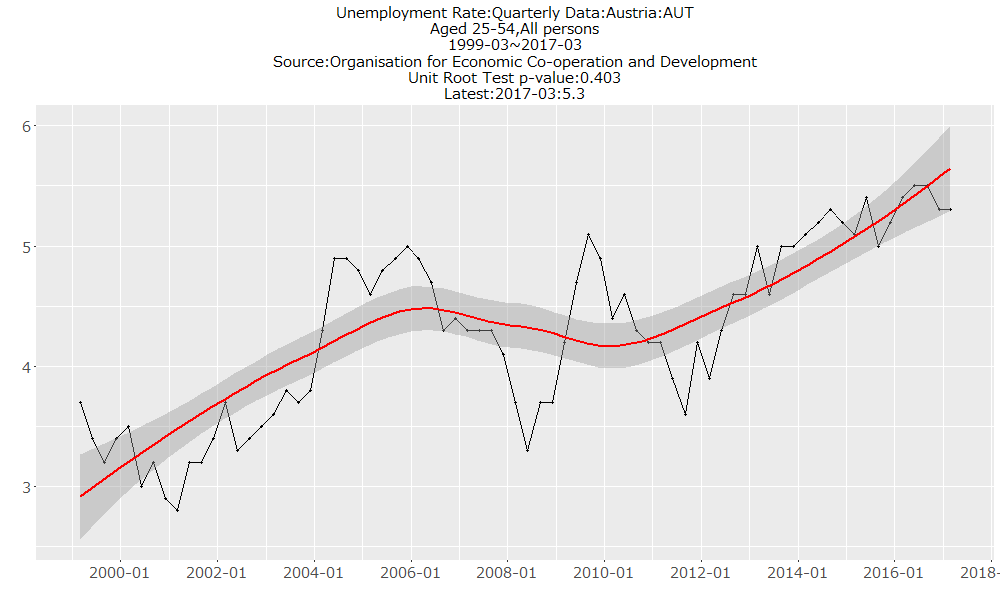 Unemployment Rate:Quarterly Data:Austria:AUT
Aged 25-54,All persons
1999-03~2017-03
Source:Organisation for Economic Co-operation and Development
Unit Root Test p-value:0.403
Latest:2017-03:5.3
6
5
4
3
2000-01 2002-01 2004-01 2006-01 2008-01 2010-01 2012-01 2014-01 2016-01 2018-